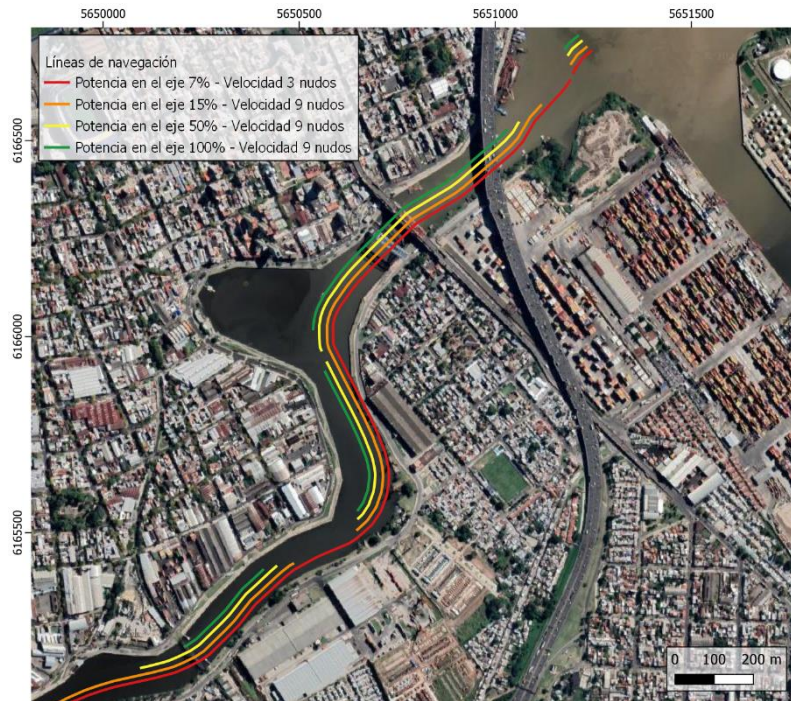 5650000 5650500 5651000 5651500
Líneas de navegación
Potencia en el eje 7% - Velocidad 3 nudos
Potencia en el eje 15% - Velocidad 9 nudos
Potencia en el eje 50% - Velocidad 9 nudos
Potencia en el eje 100% - Velocidad 9 nudos
6166500
6166000
6165500
0 100 200 m